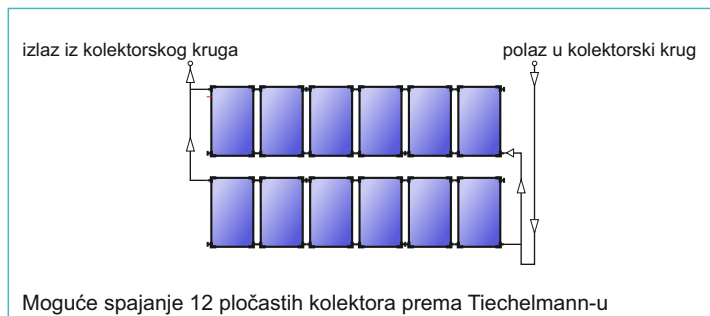 izlaz iz kolektorskog kruga
polaz u kolektorski krug
Moguće spajanje 12 pločastih kolektora prema Tiechelmann-u